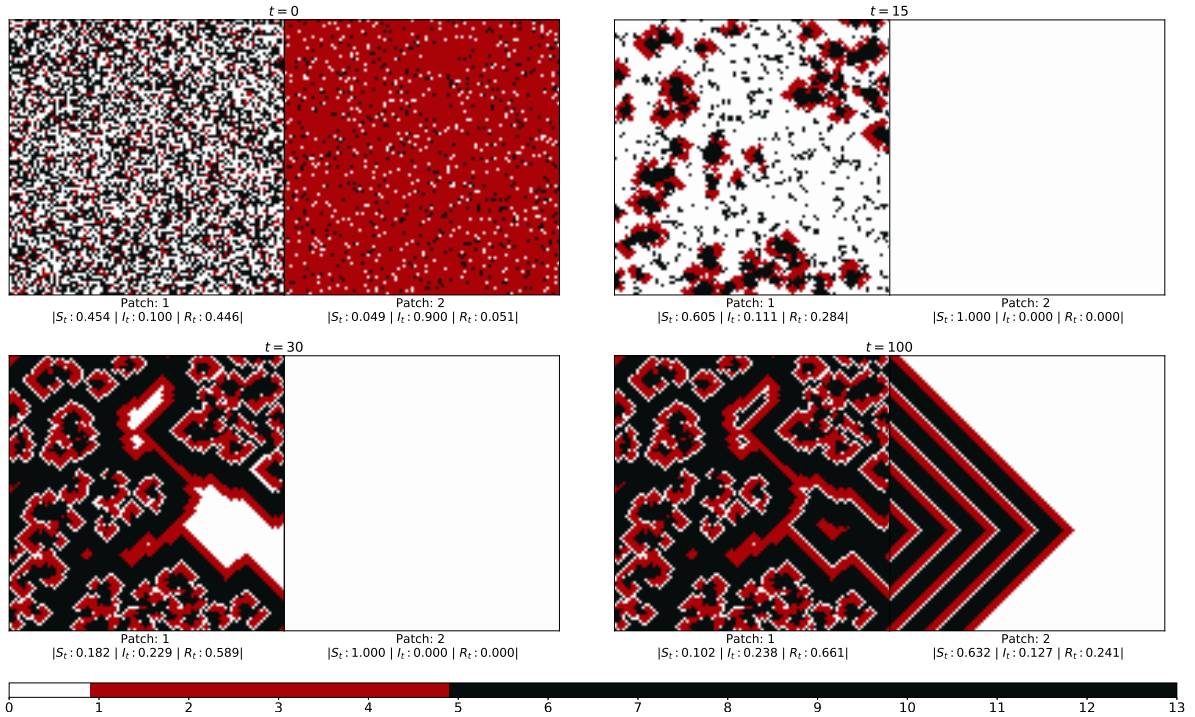 t = 0
t = 15
Patch: 1
Patch: 2
Patch: 1
Patch: 2
|S_t : 0.454 | I_t : 0.100 | R_t : 0.446|
|S_t : 0.049 | I_t : 0.900 | R_t : 0.051|
|S_t : 0.605 | I_t : 0.111 | R_t : 0.284|
|S_t : 1.000 | I_t : 0.000 | R_t : 0.000|
t = 30
t = 100
Patch: 1
Patch: 2
Patch: 1
Patch: 2
|S_t : 0.182 | I_t : 0.229 | R_t : 0.589|
|S_t : 1.000 | I_t : 0.000 | R_t : 0.000|
|S_t : 0.102 | I_t : 0.238 | R_t : 0.661|
|S_t : 0.632 | I_t : 0.127 | R_t : 0.241|
0 1 2 3 4 5 6 7 8 9 10 11 12 13